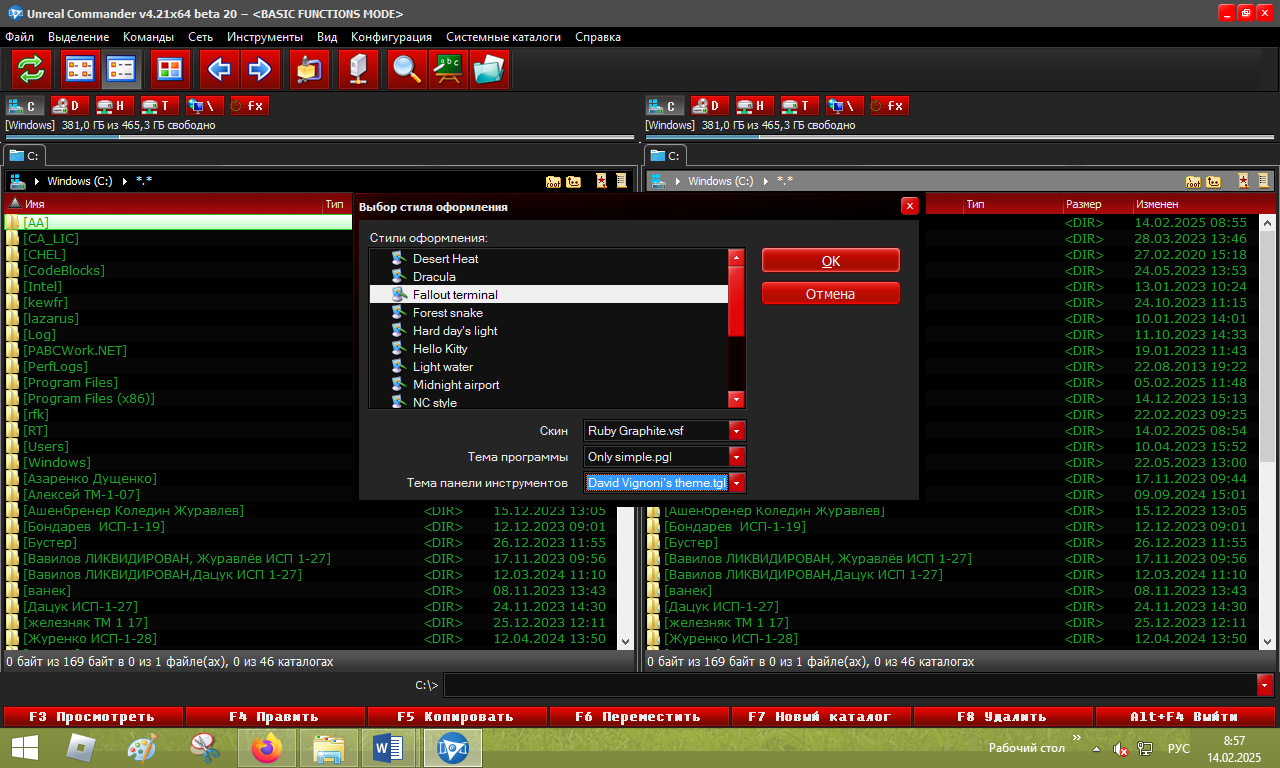 Unreal Commander v4.21x64 beta 20 – <BASIC FUNCTIONS MODE>
Файл Выделение Команды Сеть Инструменты Вид Конфигурация Системные каталоги Справка
abc
C D H T \ fx C D H T \ fx
[Windows] 381,0 ГБ из 465,3 ГБ свободно [Windows] 381,0 ГБ из 465,3 ГБ свободно
C: C:
Windows (C:) *.* Windows (C:) *.*
Имя Тип Тип Размер Изменен
Выбор стиля оформления
Стили оформления:
Desert Heat
Dracula
Fallout terminal
Forest snake
Hard day's light
Hello Kitty
Light water
Midnight airport
NC style
OK
Отмена
Скин Ruby Graphite.vsf
Тема программы Only simple.pgl
Тема панели инструментов David Vignoni's theme.tgl
[AA] <DIR> 14.02.2025 08:55
[CA_LIC] <DIR> 28.03.2023 13:46
[CHEL] <DIR> 27.02.2020 15:18
[CodeBlocks] <DIR> 24.05.2023 13:53
[Intel] <DIR> 13.01.2023 10:24
[kewfr] <DIR> 24.10.2023 11:15
[lazarus] <DIR> 10.01.2023 14:01
[Log] <DIR> 11.10.2023 14:33
[PABCWork.NET] <DIR> 19.01.2023 11:43
[PerfLogs] <DIR> 22.08.2013 19:22
[Program Files] <DIR> 05.02.2025 11:48
[Program Files (x86)] <DIR> 14.12.2023 15:13
[rfk] <DIR> 22.02.2023 09:25
[RT] <DIR> 14.02.2025 08:54
[Users] <DIR> 10.04.2023 15:52
[Windows] <DIR> 22.05.2023 13:00
[Азаренко Дущенко] <DIR> 17.11.2023 09:44
[Алексей ТМ-1-07] <DIR> 09.09.2024 15:01
[Ашенбренер Коледин Журавлев] <DIR> 15.12.2023 13:05 [Ашенбренер Коледин Журавлев] <DIR> 15.12.2023 13:05
[Бондарев ИСП-1-19] <DIR> 12.12.2023 09:01 [Бондарев ИСП-1-19] <DIR> 12.12.2023 09:01
[Бустер] <DIR> 26.12.2023 11:55 [Бустер] <DIR> 26.12.2023 11:55
[Вавилов ЛИКВИДИРОВАН, Журавлёв ИСП 1-27] <DIR> 17.11.2023 09:56 [Вавилов ЛИКВИДИРОВАН, Журавлёв ИСП 1-27] <DIR> 17.11.2023 09:56
[Вавилов ЛИКВИДИРОВАН,Дацук ИСП 1-27] <DIR> 12.03.2024 11:10 [Вавилов ЛИКВИДИРОВАН,Дацук ИСП 1-27] <DIR> 12.03.2024 11:10
[ванек] <DIR> 08.11.2023 13:43 [ванек] <DIR> 08.11.2023 13:43
[Дацук ИСП-1-27] <DIR> 24.11.2023 14:30 [Дацук ИСП-1-27] <DIR> 24.11.2023 14:30
[железняк ТМ 1 17] <DIR> 25.12.2023 12:11 [железняк ТМ 1 17] <DIR> 25.12.2023 12:11
[Журенко ИСП-1-28] <DIR> 12.04.2024 13:50 [Журенко ИСП-1-28] <DIR> 12.04.2024 13:50
0 байт из 169 байт в 0 из 1 файле(ах), 0 из 46 каталогах 0 байт из 169 байт в 0 из 1 файле(ах), 0 из 46 каталогах
C:\>
F3 Просмотреть F4 Править F5 Копировать F6 Переместить F7 Новый каталог F8 Удалить Alt+F4 Выйти
Рабочий стол » РУС 8:57
14.02.2025